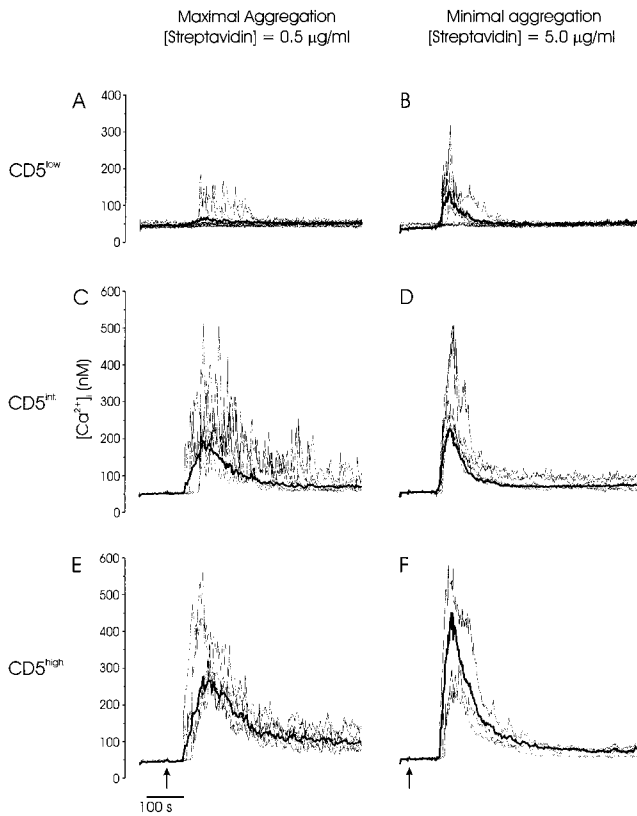 Maximal Aggregation
[Streptavidin] = 0.5 µg/ml
Minimal aggregation
[Streptavidin] = 5.0 µg/ml
A
B
CD5low
400
300
200
100
0
C
D
CD5int.
[Ca2+]i (nM)
600
500
400
300
200
100
0
E
F
CD5high
600
500
400
300
200
100
0
100 s